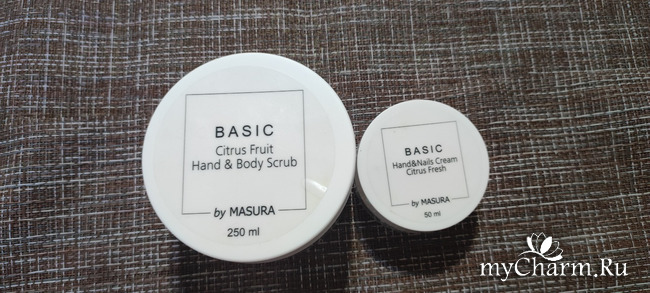 BASIC
Citrus Fruit
Hand & Body Scrub
by MASURA
250 ml
BASIC
Hand&Nails Cream
Citrus Fresh
by MASURA
50 ml
myCharm.Ru